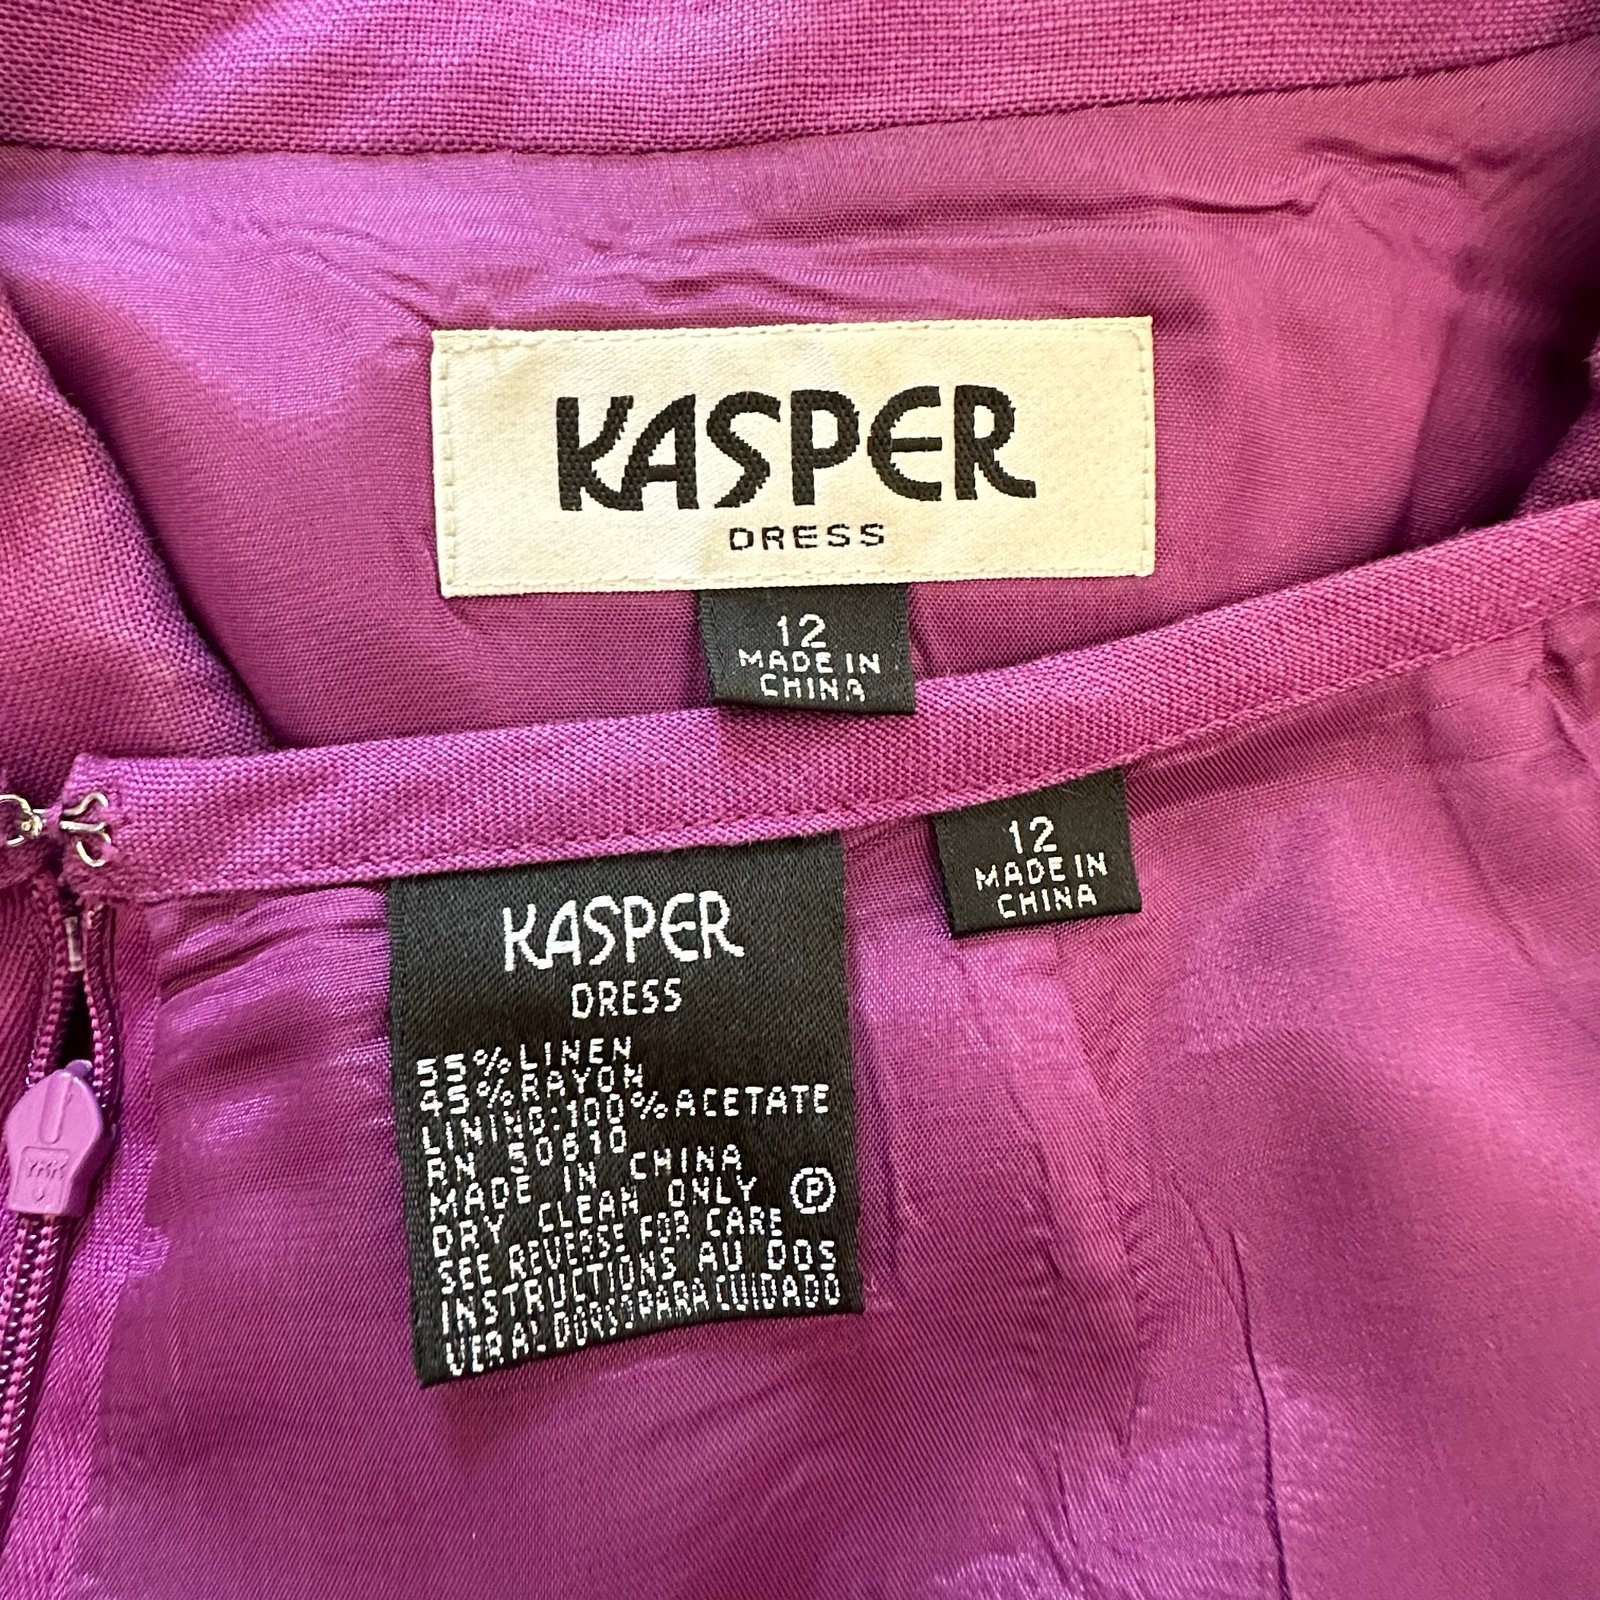 KASPER
DRESS
12
MADE IN
CHINA
12
MADE IN
CHINA
KASPER
DRESS
55% LINEN
45% RAYON
LINING:100% ACETATE
RN 50610
MADE IN CHINA
DRY CLEAN ONLY P
SEE REVERSE FOR CARE
INSTRUCTIONS AU DOS
VER AL DORSO PARA CUIDADO
YKK